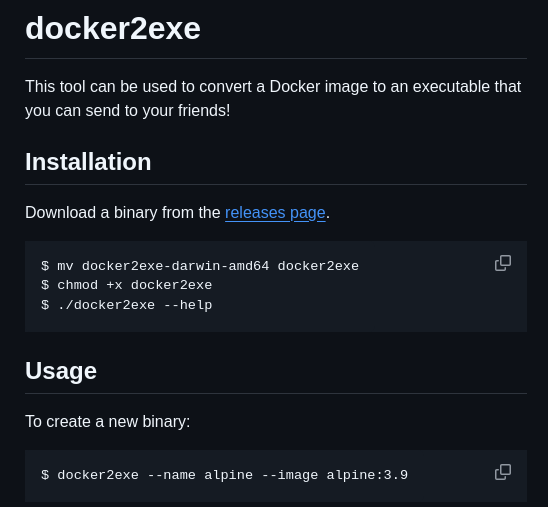 docker2exe
This tool can be used to convert a Docker image to an executable that
you can send to your friends!
Installation
Download a binary from the releases page.
$ mv docker2exe-darwin-amd64 docker2exe
$ chmod +x docker2exe
$ ./docker2exe --help
Usage
To create a new binary:
$ docker2exe --name alpine --image alpine:3.9